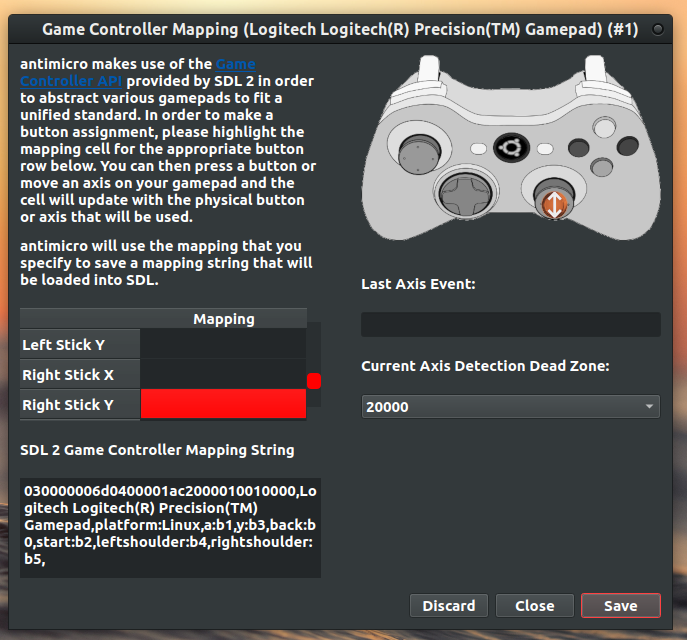 Game Controller Mapping (Logitech Logitech(R) Precision(TM) Gamepad) (#1)
antimicro makes use of the Game
Controller API provided by SDL 2 in order
to abstract various gamepads to fit a
unified standard. In order to make a
button assignment, please highlight the
mapping cell for the appropriate button
row below. You can then press a button or
move an axis on your gamepad and the
cell will update with the physical button
or axis that will be used.
antimicro will use the mapping that you
specify to save a mapping string that will
be loaded into SDL.
Mapping
Left Stick Y
Right Stick X
Right Stick Y
SDL 2 Game Controller Mapping String
030000006d0400001ac2000010010000,Lo
gitech Logitech(R) Precision(TM)
Gamepad,platform:Linux,a:b1,y:b3,back:b
0,start:b2,leftshoulder:b4,rightshoulder:
b5,
Last Axis Event:
Current Axis Detection Dead Zone:
20000
Discard
Close
Save